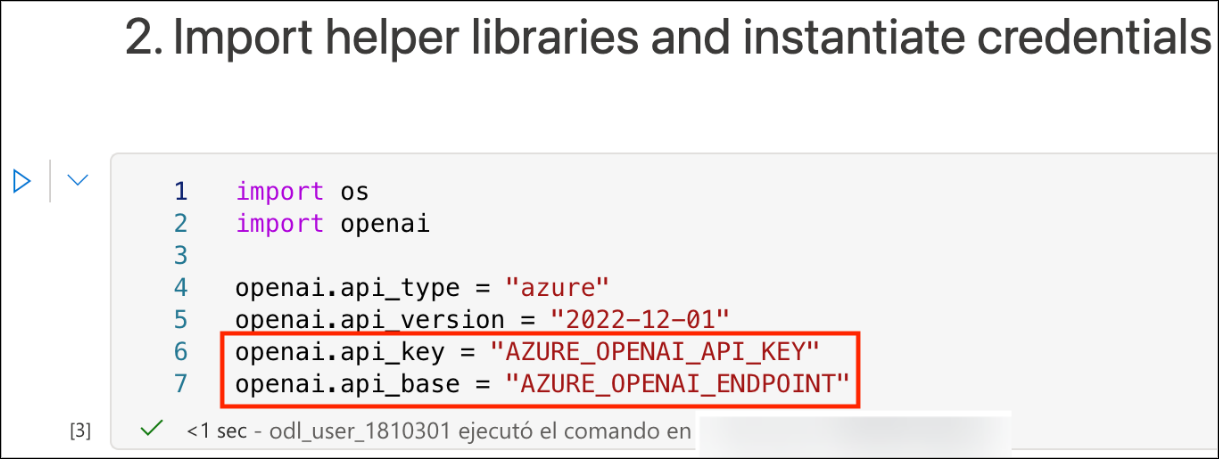 2. Import helper libraries and instantiate credentials
1 import os
2 import openai
3
4 openai.api_type = "azure"
5 openai.api_version = "2022-12-01"
6 openai.api_key = "AZURE_OPENAI_API_KEY"
7 openai.api_base = "AZURE_OPENAI_ENDPOINT"
[3] <1 sec - odl_user_1810301 ejecutó el comando en